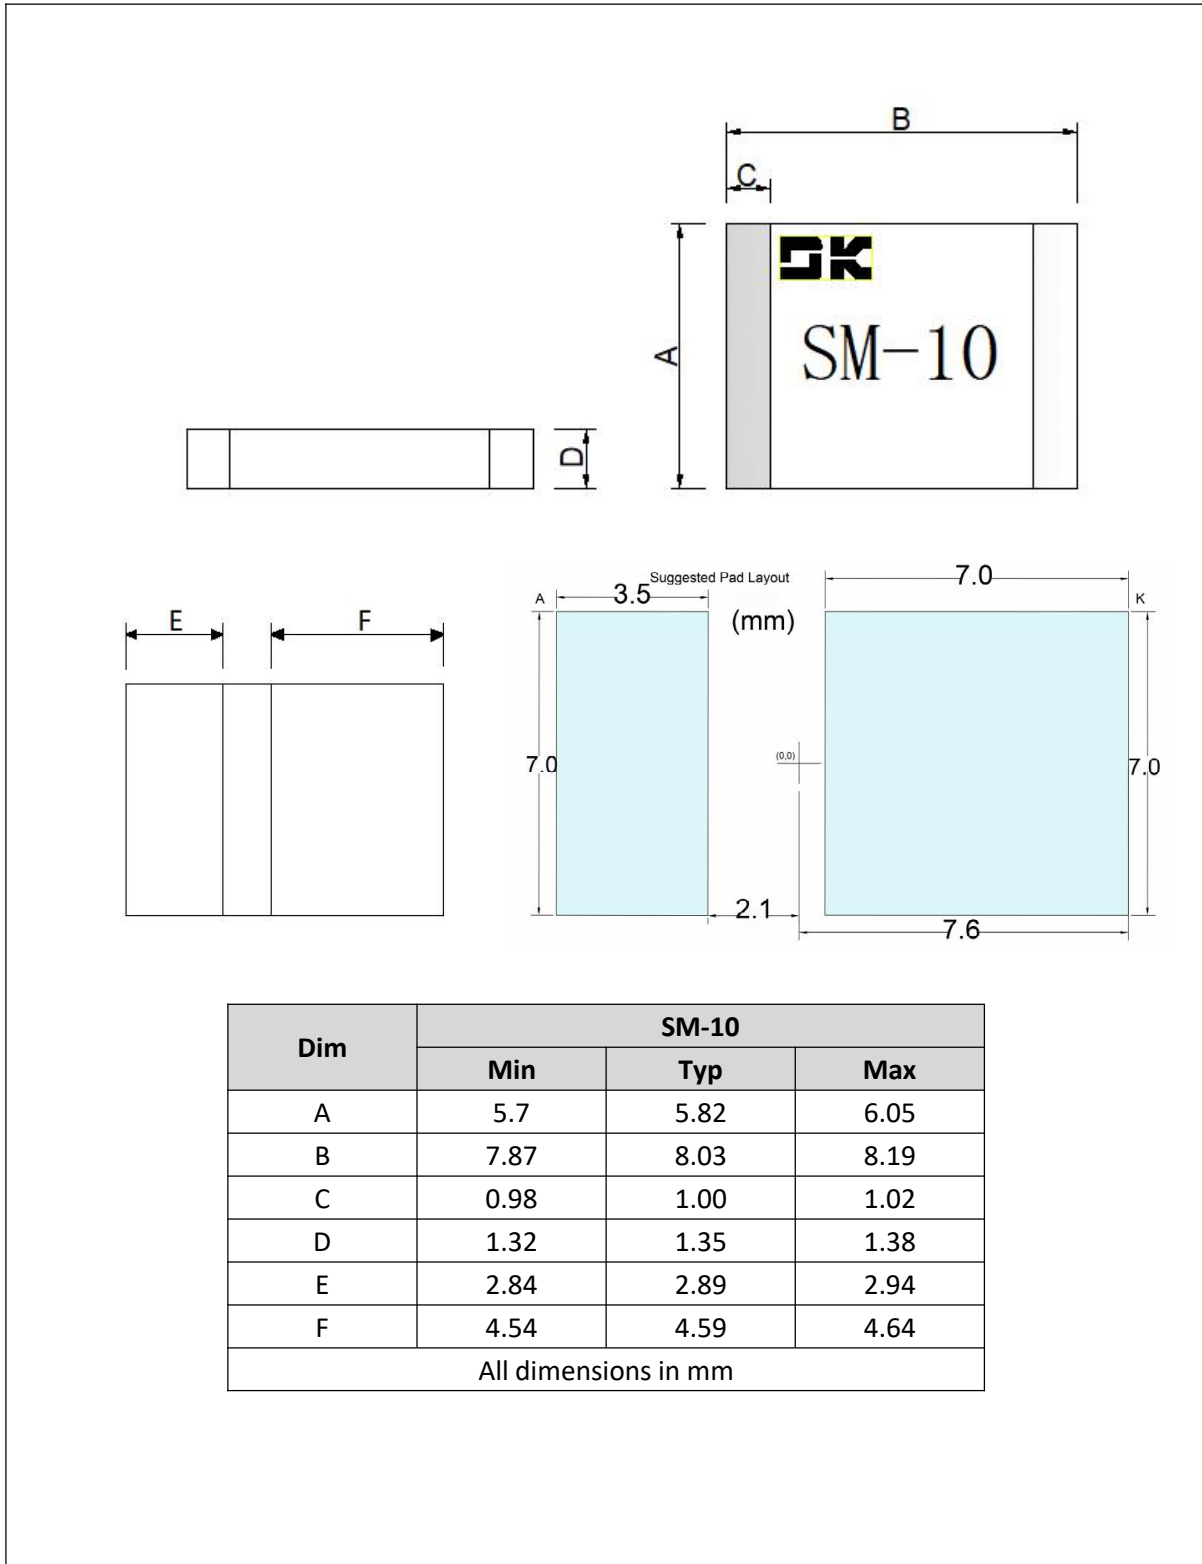 B
C
SK
A
SM-10
D
Suggested Pad Layout
7.0
A
3.5
K
(mm)
E
F
(0,0)
7.0
7.0
2.1
7.6
Dim SM-10
Min Typ Max
A 5.7 5.82 6.05
B 7.87 8.03 8.19
C 0.98 1.00 1.02
D 1.32 1.35 1.38
E 2.84 2.89 2.94
F 4.54 4.59 4.64
All dimensions in mm